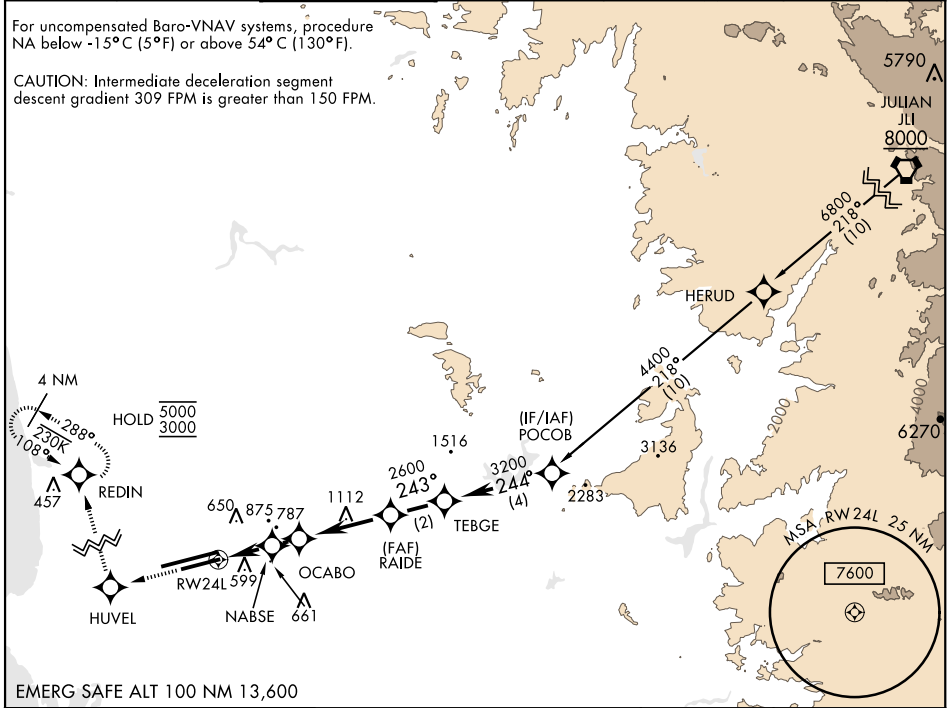 For uncompensated Baro-VNAV systems, procedure
NA below -15°C (5°F) or above 54°C (130°F).
CAUTION: Intermediate deceleration segment
descent gradient 309 FPM is greater than 150 FPM.
5790
JULIAN
JLI
8000
6800
218°
(10)
HERUD
4400
218°
(10)
4000
2000
4 NM
HOLD 5000
3000
288°
230K
108°
REDIN
457
(IF/IAF)
POCOB
1516
3136
6270
2600
243°
(2)
3200
244°
(4)
2283
TEBGE
1112
650
875
787
(FAF)
RAIDE
OCABO
RW24L
599
NABSE
661
HUVEL
MSA RW24L 25 NM
7600
EMERG SAFE ALT 100 NM 13,600